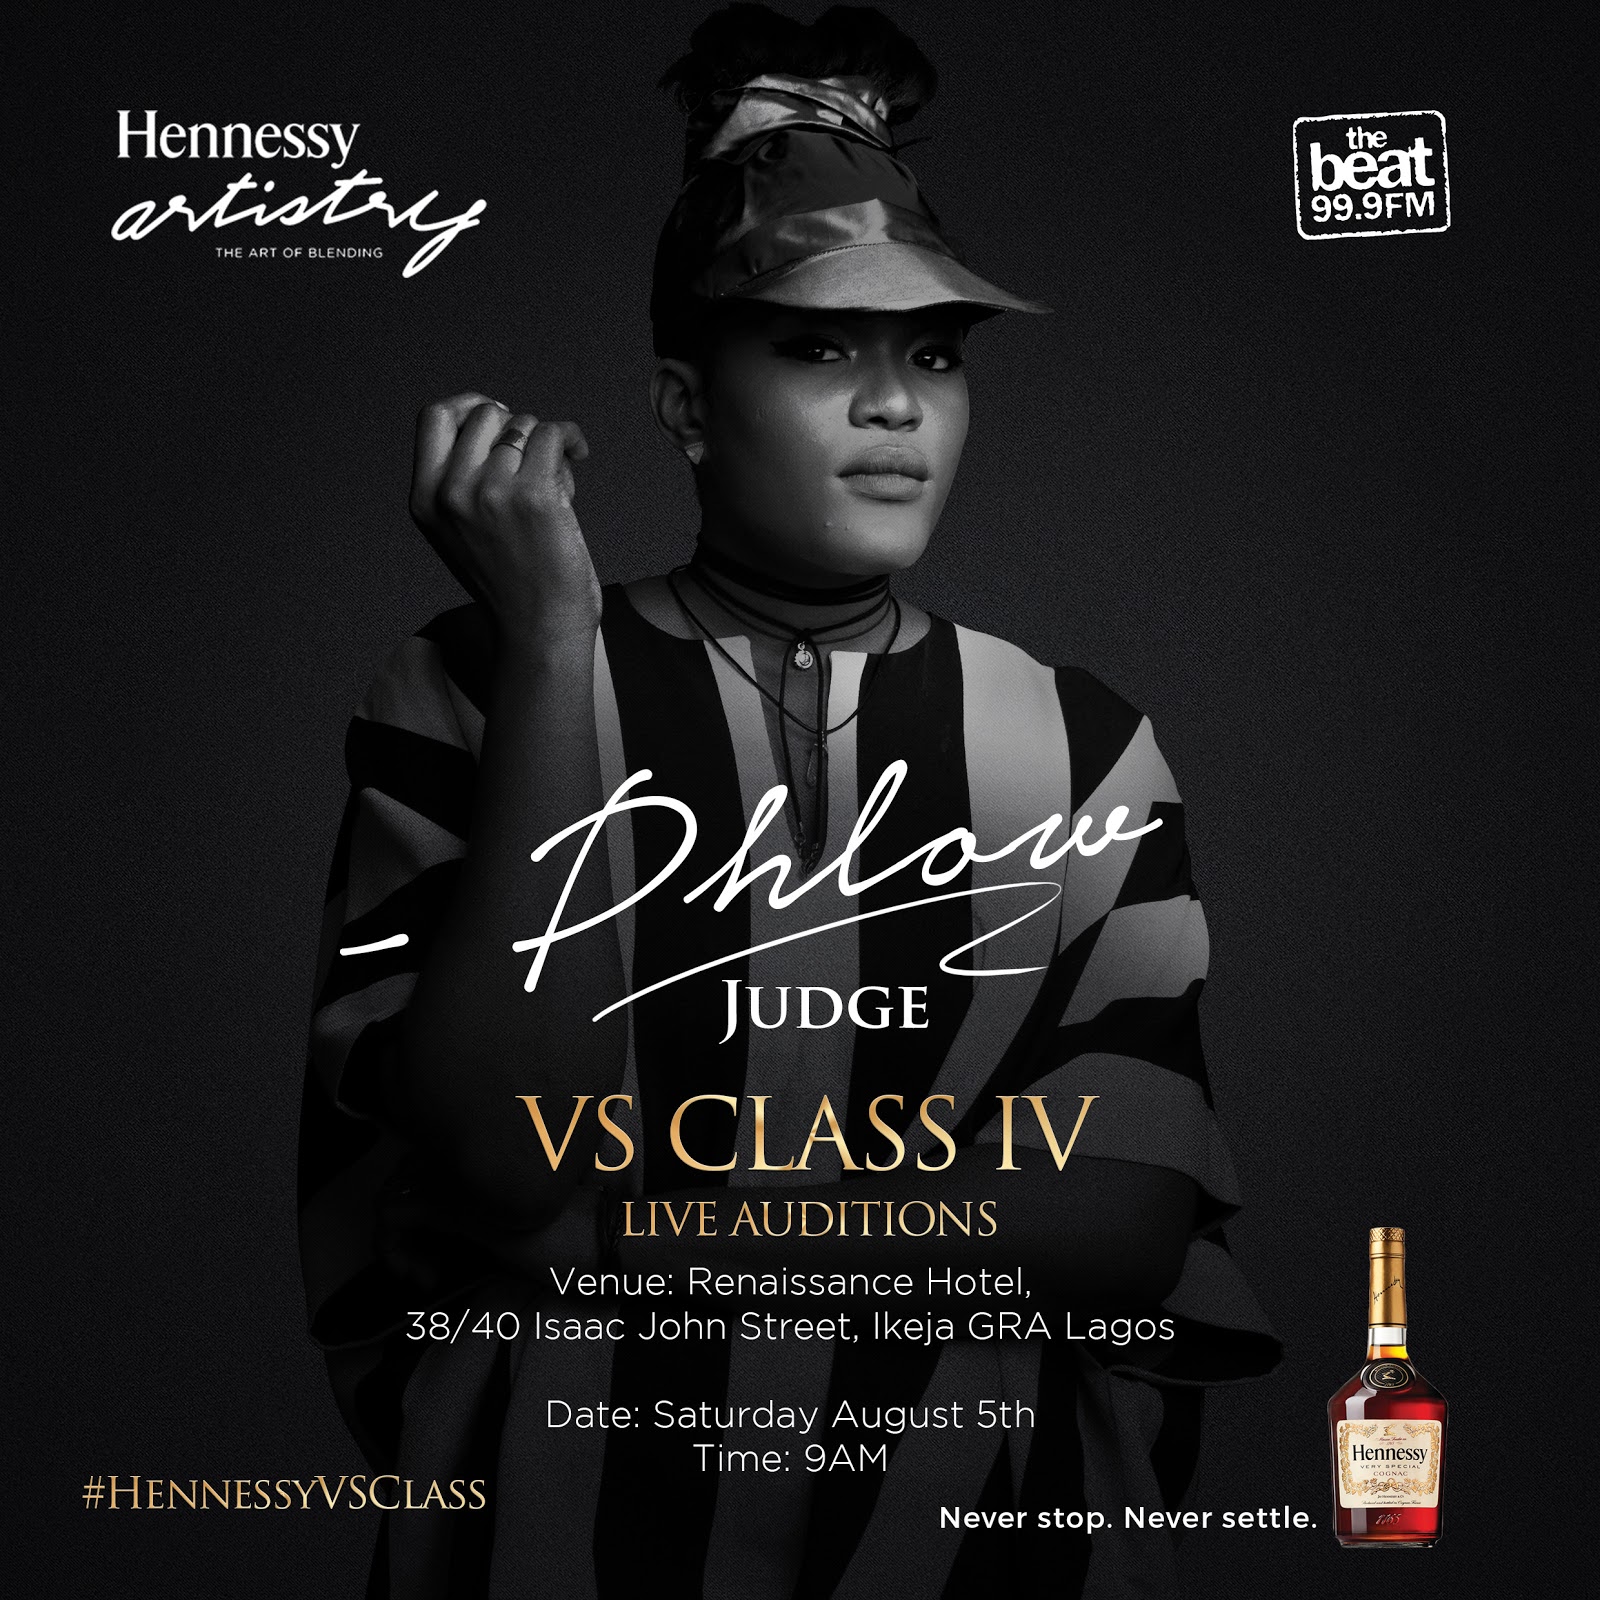 Hennessy
artistry
THE ART OF BLENDING
the
beat
99.9FM
Phlow
JUDGE
VS CLASS IV
LIVE AUDITIONS
Venue: Renaissance Hotel,
38/40 Isaac John Street, Ikeja GRA Lagos
Date: Saturday August 5th
Time: 9AM
#HENNESSYVSCLASS
Never stop. Never settle.
Hennessy
VERY SPECIAL
COGNAC